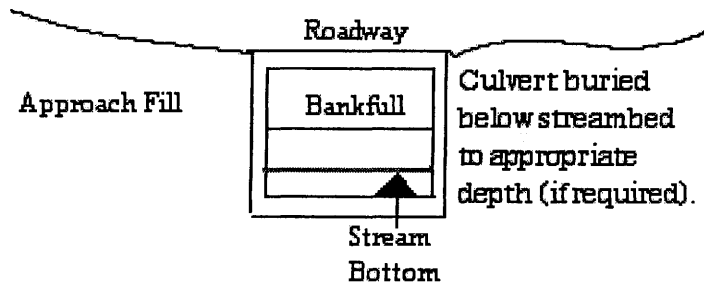 Roadway
Approach Fill
Bankfull
Culvert buried
below streambed
to appropriate
depth (if required).
Stream
Bottom